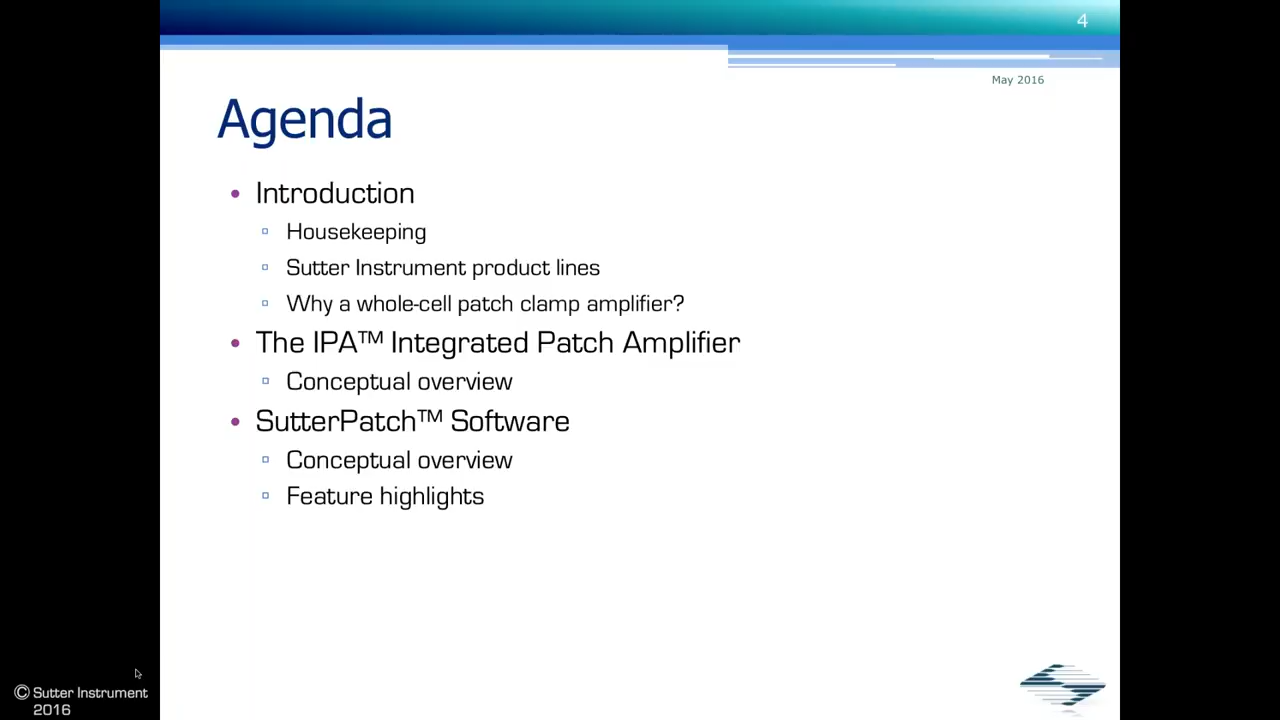 4
May 2016
Agenda
• Introduction
▫ Housekeeping
▫ Sutter Instrument product lines
▫ Why a whole-cell patch clamp amplifier?
• The IPA™ Integrated Patch Amplifier
▫ Conceptual overview
• SutterPatch™ Software
▫ Conceptual overview
▫ Feature highlights
© Sutter Instrument
2016